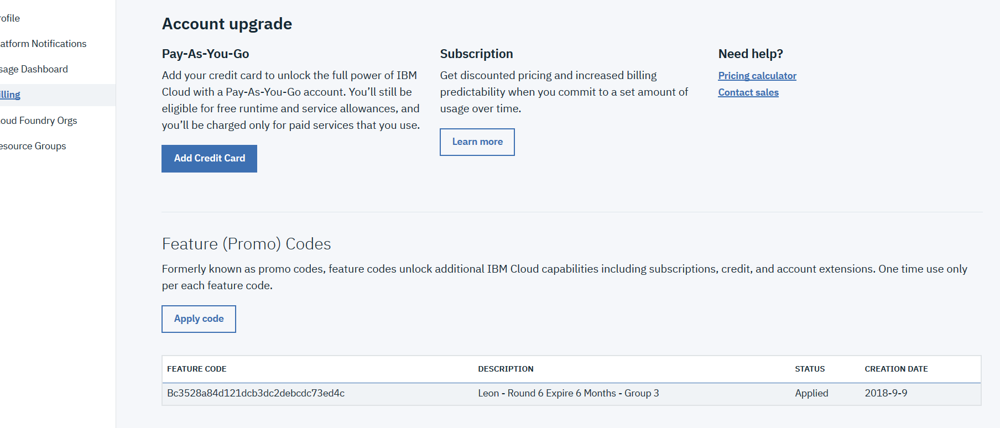 rofile
atform Notifications
sage Dashboard
illing
oud Foundry Orgs
esource Groups
Account upgrade
Pay-As-You-Go
Add your credit card to unlock the full power of IBM
Cloud with a Pay-As-You-Go account. You’ll still be
eligible for free runtime and service allowances, and
you’ll be charged only for paid services that you use.
Add Credit Card
Subscription
Get discounted pricing and increased billing
predictability when you commit to a set amount of
usage over time.
Learn more
Need help?
Pricing calculator
Contact sales
Feature (Promo) Codes
Formerly known as promo codes, feature codes unlock additional IBM Cloud capabilities including subscriptions, credit, and account extensions. One time use only
per each feature code.
Apply code
FEATURE CODE DESCRIPTION STATUS CREATION DATE
Bc3528a84d121dcb3dc2debcdc73ed4c Leon - Round 6 Expire 6 Months - Group 3 Applied 2018-9-9